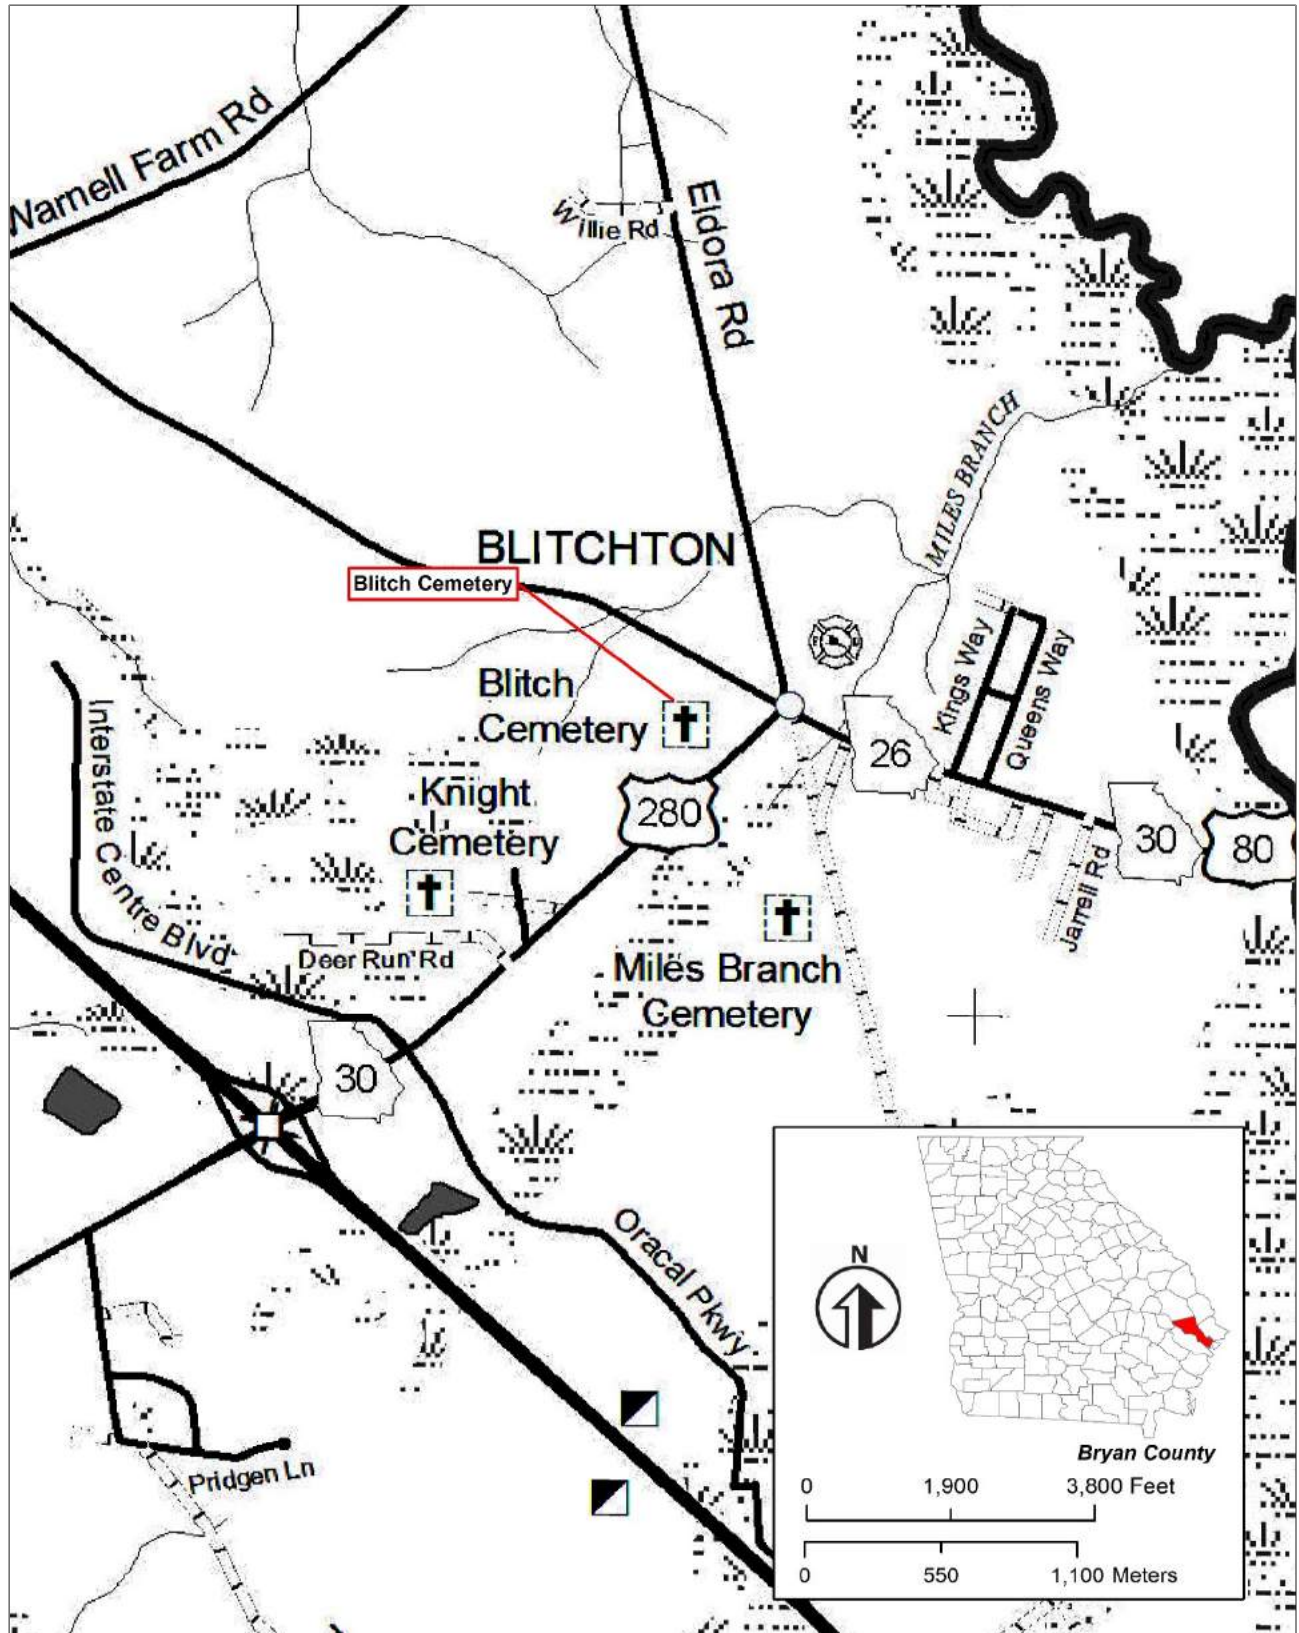 Warnell Farm Rd
Willie Rd
Eldora Rd
MILES BRANCH
BLITCHTON
Blitch Cemetery
Blitch
Cemetery
Kings Way
Queens Way
26
Interstate Centre Blvd
Knight
Cemetery
280
30
80
Jarrell Rd
Deer Run Rd
Miles Branch
Cemetery
30
Oracal Pkwy
Pridgen Ln
N
Bryan County
0 1,900 3,800 Feet
0 550 1,100 Meters